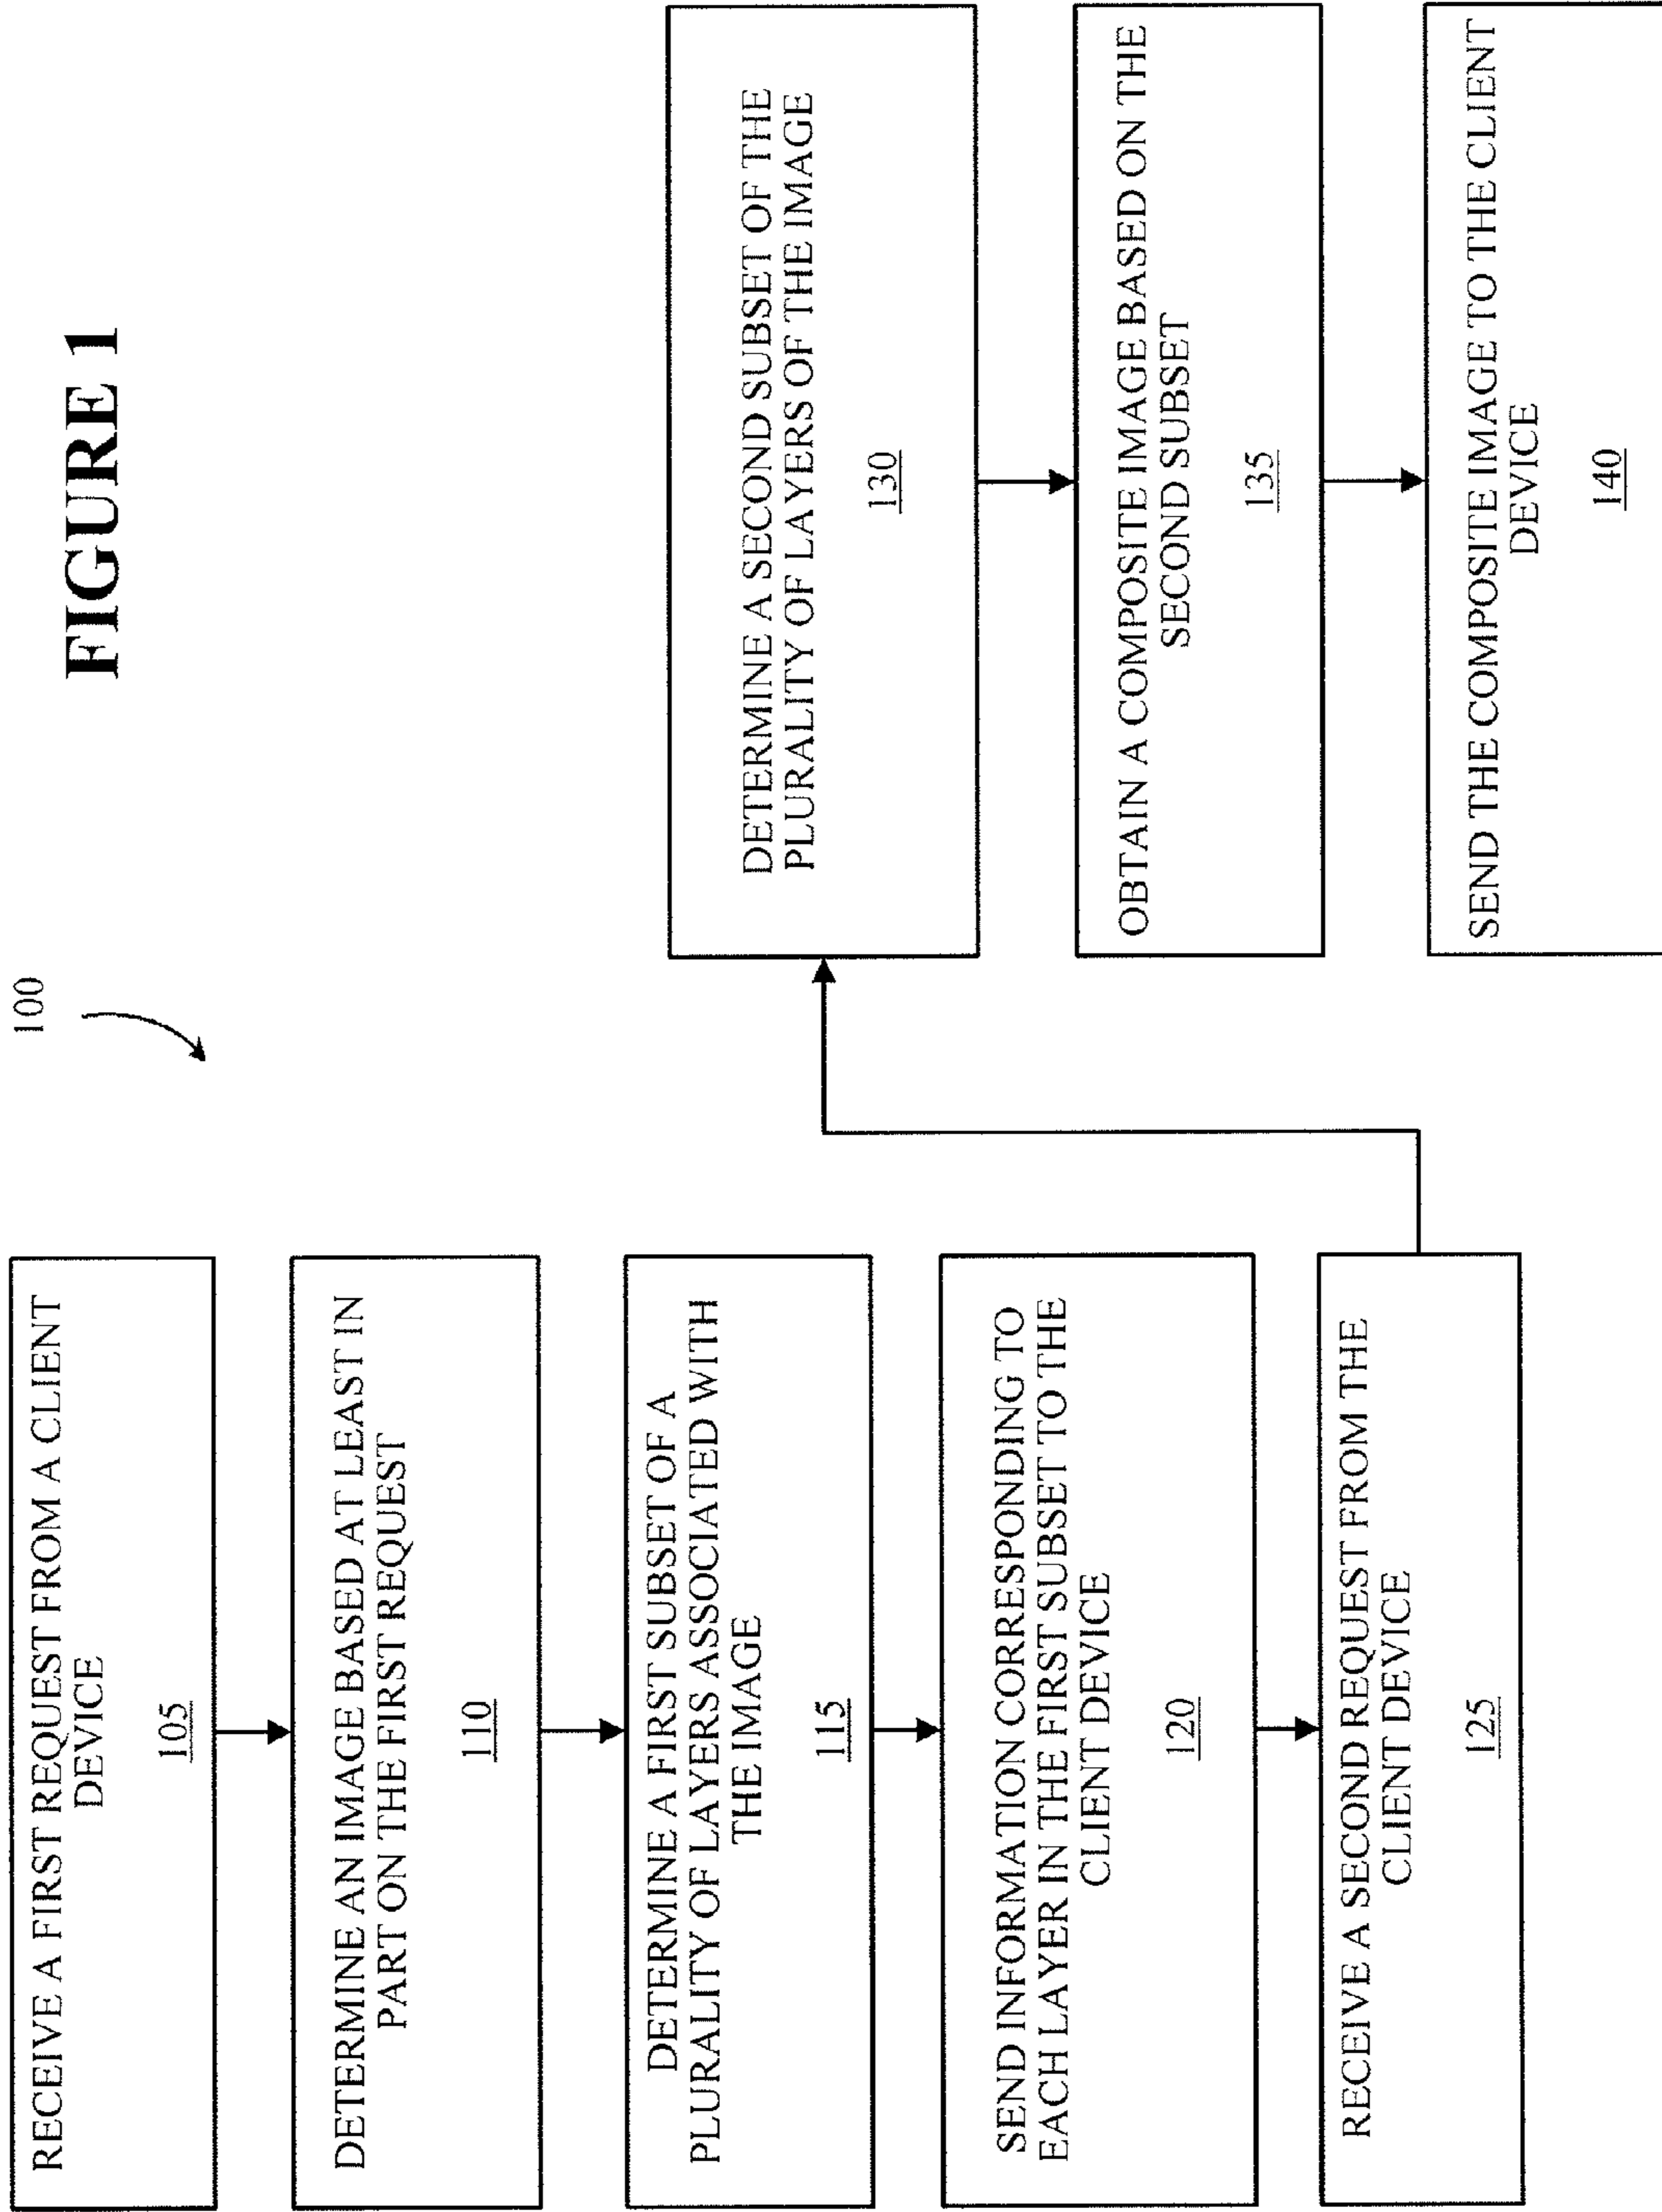 FIGURE 1
100
RECEIVE A FIRST REQUEST FROM A CLIENT
DEVICE
105
DETERMINE AN IMAGE BASED AT LEAST IN
PART ON THE FIRST REQUEST
110
DETERMINE A FIRST SUBSET OF A
PLURALITY OF LAYERS ASSOCIATED WITH
THE IMAGE
115
SEND INFORMATION CORRESPONDING TO
EACH LAYER IN THE FIRST SUBSET TO THE
CLIENT DEVICE
120
RECEIVE A SECOND REQUEST FROM THE
CLIENT DEVICE
125
DETERMINE A SECOND SUBSET OF THE
PLURALITY OF LAYERS OF THE IMAGE
130
OBTAIN A COMPOSITE IMAGE BASED ON THE
SECOND SUBSET
135
SEND THE COMPOSITE IMAGE TO THE CLIENT
DEVICE
140